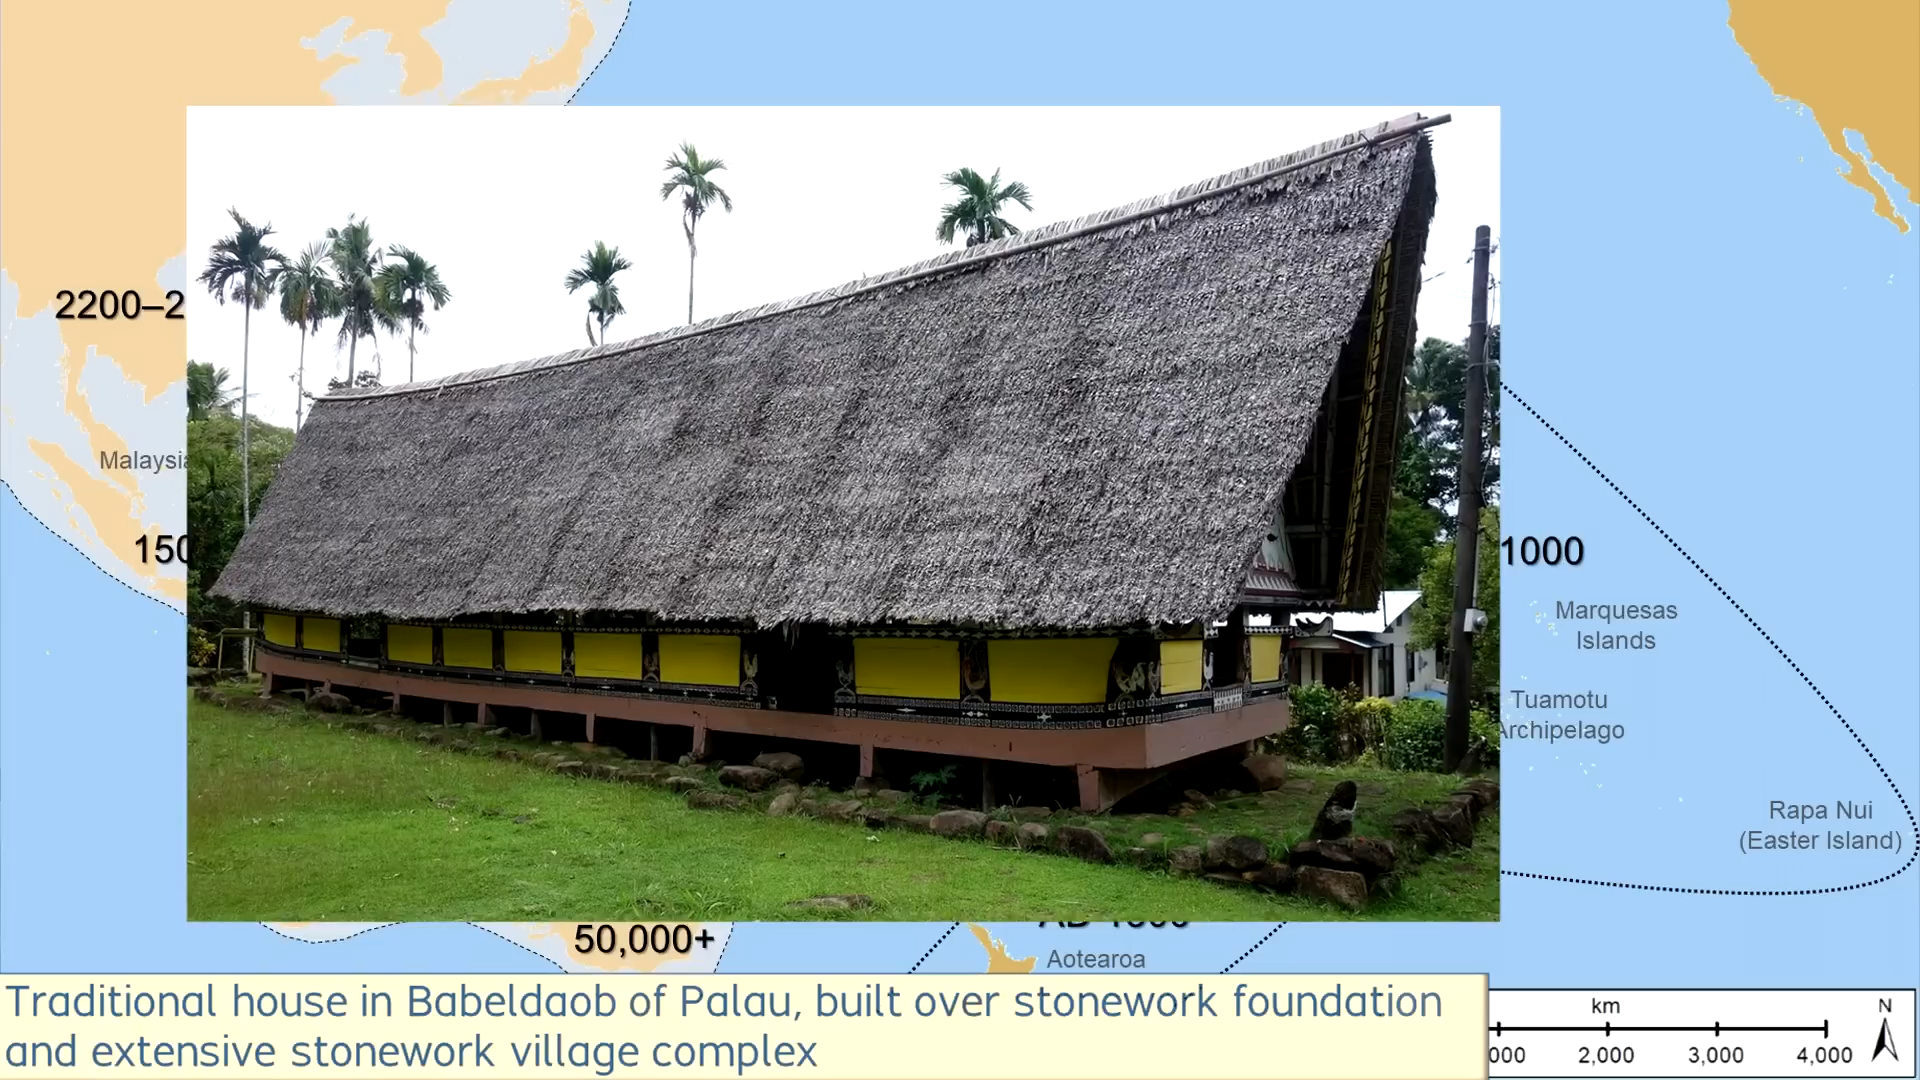 2200–2
Malaysia
150
1000
Marquesas
Islands
Tuamotu
Archipelago
Rapa Nui
(Easter Island)
50,000+
Aotearoa
Traditional house in Babeldaob of Palau, built over stonework foundation
and extensive stonework village complex
km
000 2,000 3,000 4,000
N